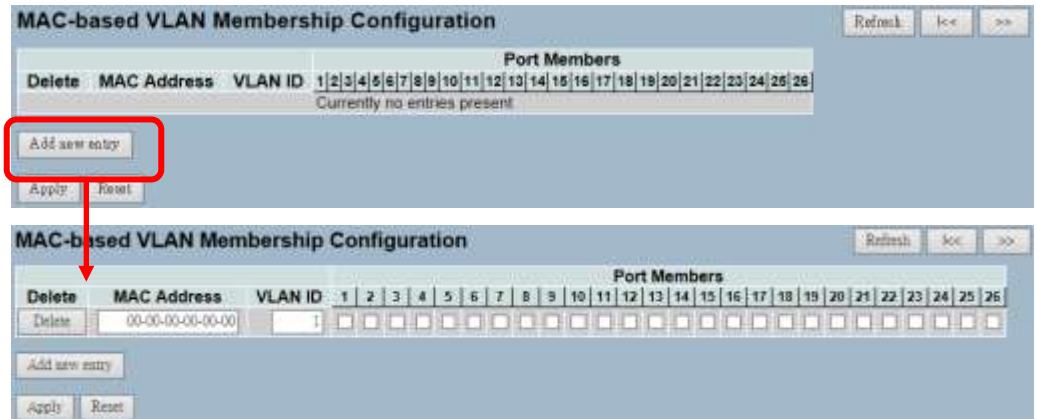 MAC-based VLAN Membership Configuration
Refresh |<< >>
Port Members
Delete MAC Address VLAN ID 1 2 3 4 5 6 7 8 9 10 11 12 13 14 15 16 17 18 19 20 21 22 23 24 25 26
Currently no entries present
Add new entry
Apply Reset
MAC-based VLAN Membership Configuration
Refresh |<< >>
Port Members
Delete MAC Address VLAN ID 1 2 3 4 5 6 7 8 9 10 11 12 13 14 15 16 17 18 19 20 21 22 23 24 25 26
Delete 00-00-00-00-00-00 1
Add new entry
Apply Reset